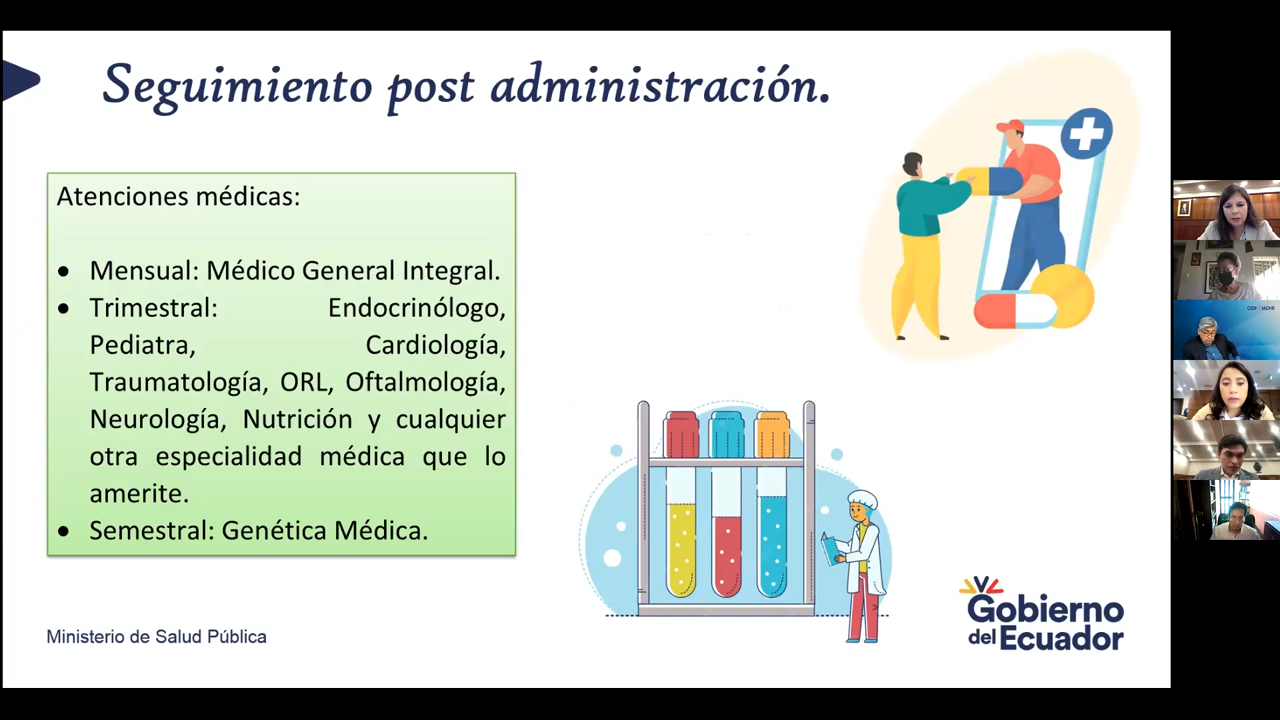 Seguimiento post administración.
Atenciones médicas:
• Mensual: Médico General Integral.
• Trimestral: Endocrinólogo,
Pediatra, Cardiología,
Traumatología, ORL, Oftalmología,
Neurología, Nutrición y cualquier
otra especialidad médica que lo
amerite.
• Semestral: Genética Médica.
Ministerio de Salud Pública
Gobierno
del Ecuador